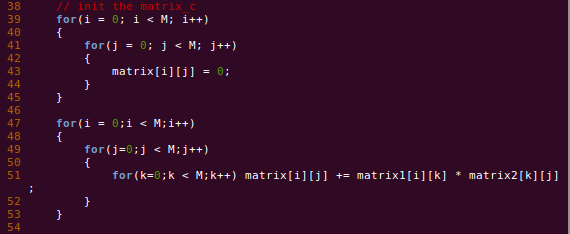 38     // init the matrix_c
39     for(i = 0; i < M; i++)
40     {
41         for(j = 0; j < M; j++)
42         {
43             matrix[i][j] = 0;
44         }
45     }
46
47     for(i = 0;i < M;i++)
48     {
49         for(j=0;j < M;j++)
50         {
51             for(k=0;k < M;k++) matrix[i][j] += matrix1[i][k] * matrix2[k][j]
;
52         }
53     }
54